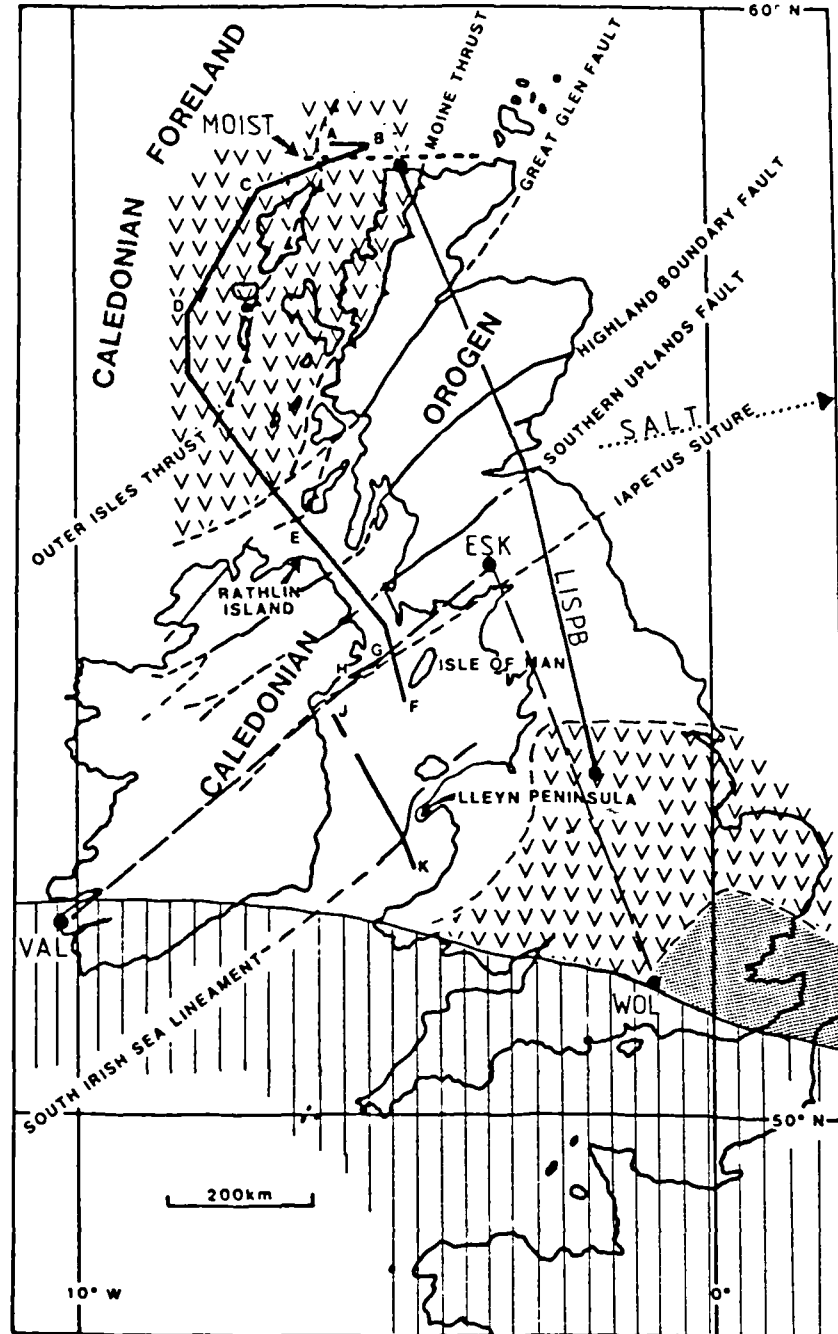 60° N
MOINE THRUST
GREAT GLEN FAULT
MOIST
A
B
CALEDONIAN FORELAND
C
D
HIGHLAND BOUNDARY FAULT
SOUTHERN UPLANDS FAULT
OROGEN
SALT
IAPETUS SUTURE
OUTER ISLES THRUST
E
ESK
RATHLIN
ISLAND
LISPB
CALEDONIAN
G
H
ISLE OF MAN
J
F
LLEYN PENINSULA
K
VAL
WOL
SOUTH IRISH SEA LINEAMENT
50° N
200km
10° W
0°